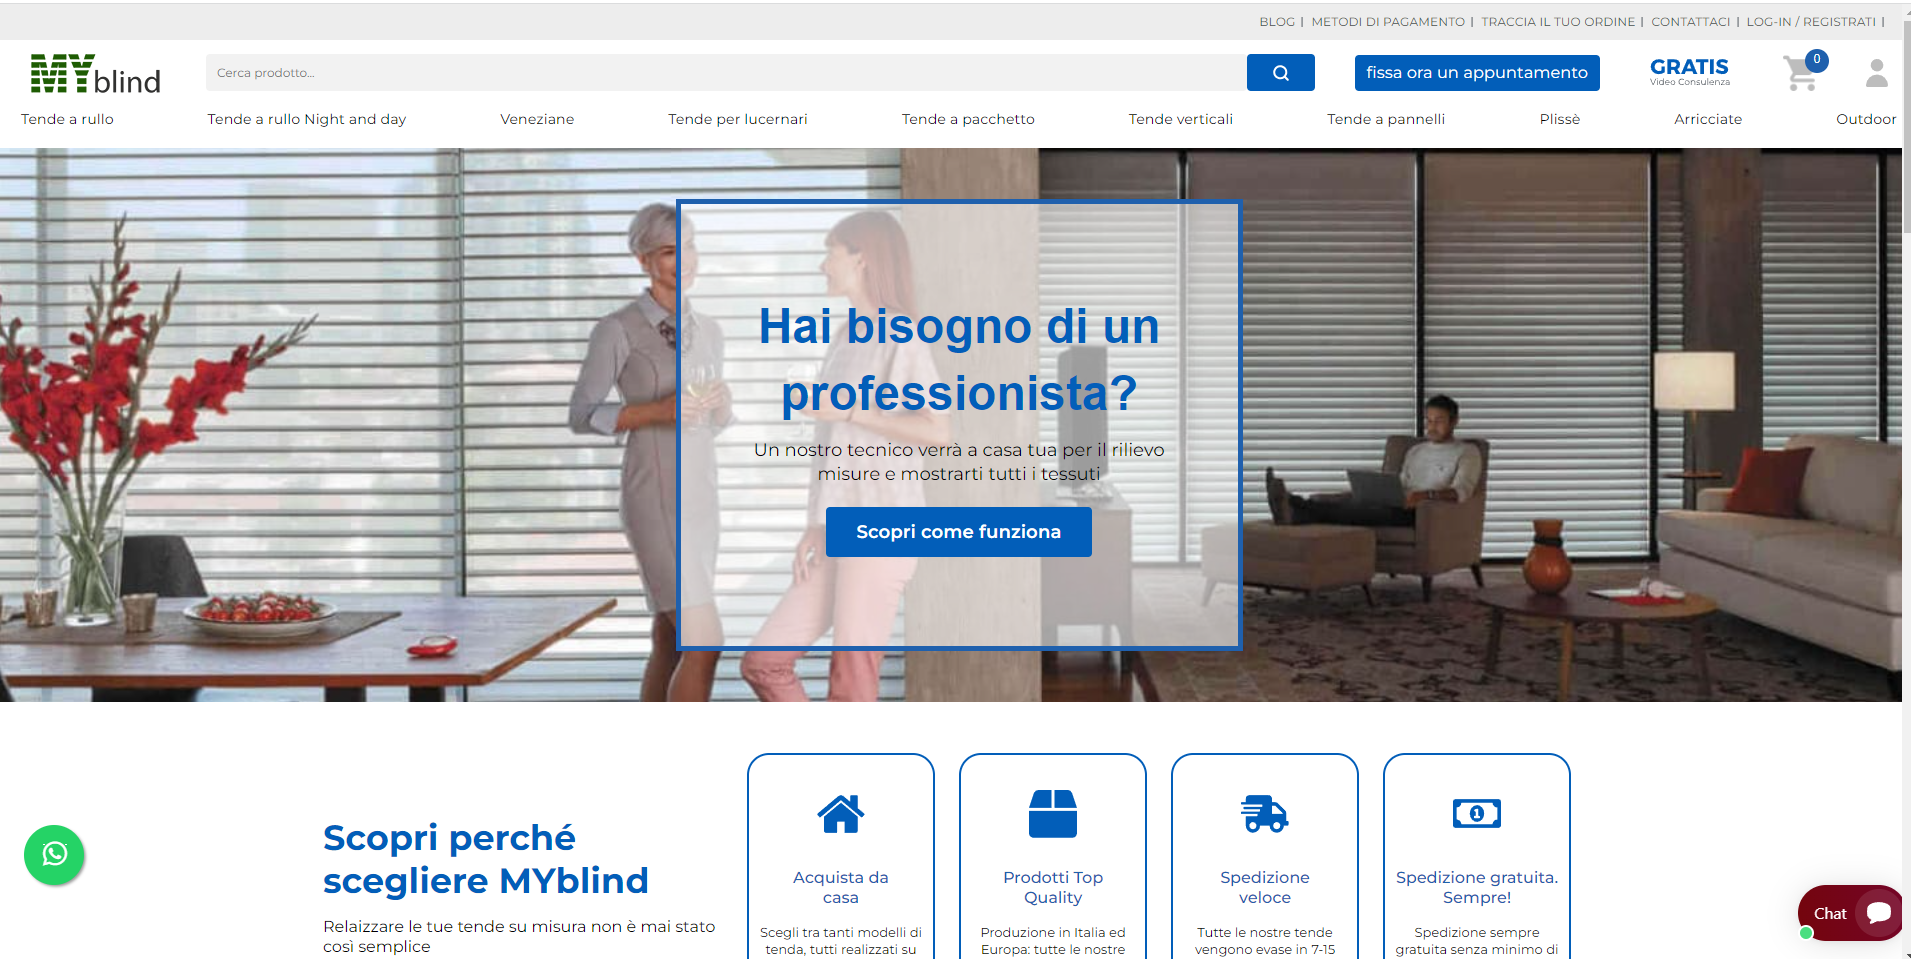 BLOG | METODI DI PAGAMENTO | TRACCIA IL TUO ORDINE | CONTATTACI | LOG-IN / REGISTRATI |
MYblind
Cerca prodotto...
fissa ora un appuntamento
GRATIS
Video Consulenza
0
Tende a rullo
Tende a rullo Night and day
Veneziane
Tende per lucernari
Tende a pacchetto
Tende verticali
Tende a pannelli
Plissè
Arricciate
Outdoor
Hai bisogno di un
professionista?
Un nostro tecnico verrà a casa tua per il rilievo
misure e mostrarti tutti i tessuti
Scopri come funziona
Scopri perché
scegliere MYblind
Relaizzare le tue tende su misura non è mai stato
così semplice
Acquista da
casa
Scegli tra tanti modelli di
tenda, tutti realizzati su
Prodotti Top
Quality
Produzione in Italia ed
Europa: tutte le nostre
Spedizione
veloce
Tutte le nostre tende
vengono evase in 7-15
1
Spedizione gratuita.
Sempre!
Spedizione sempre
gratuita senza minimo di
Chat